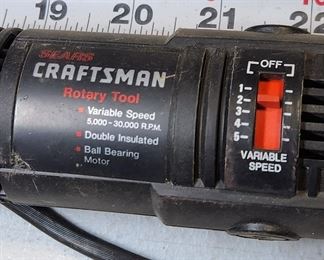 19 20 21 22
SEARS
CRAFTSMAN
Rotary Tool
Variable Speed
5,000-30,000 R.P.M.
Double Insulated
Ball Bearing
Motor
OFF
1
2
3
4
5
VARIABLE
SPEED